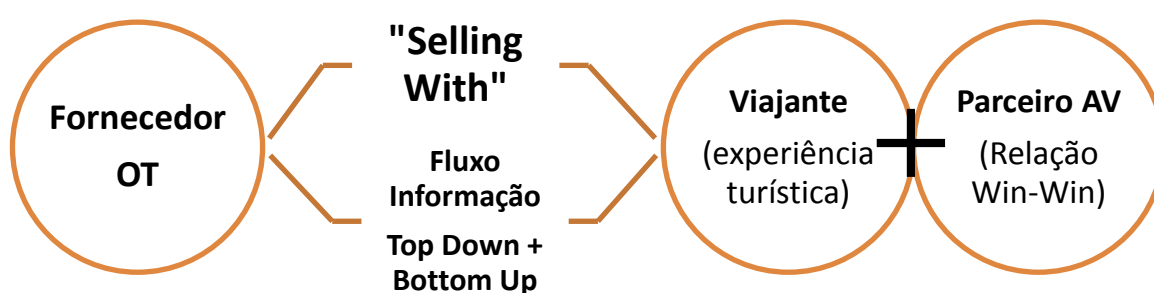 Fornecedor
OT
"Selling
With"
Fluxo
Informação
Top Down +
Bottom Up
Viajante
(experiência
turística)
Parceiro AV
(Relação
Win-Win)